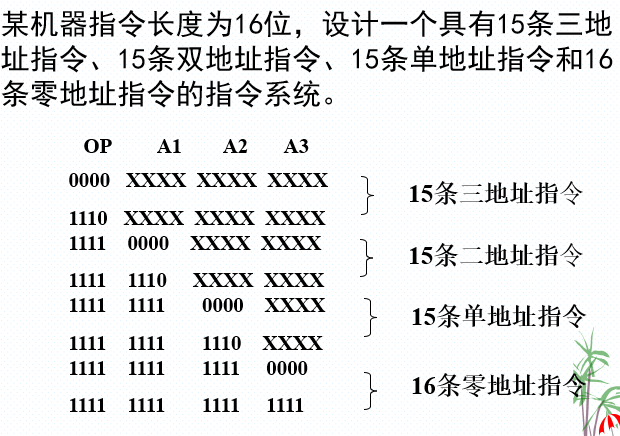 某机器指令长度为16位，设计一个具有15条三地
址指令、15条双地址指令、15条单地址指令和16
条零地址指令的指令系统。
OP A1 A2 A3
0000 XXXX XXXX XXXX
15条三地址指令
1110 XXXX XXXX XXXX
1111 0000 XXXX XXXX
15条二地址指令
1111 1110 XXXX XXXX
1111 1111 0000 XXXX
15条单地址指令
1111 1111 1110 XXXX
1111 1111 1111 0000
16条零地址指令
1111 1111 1111 1111